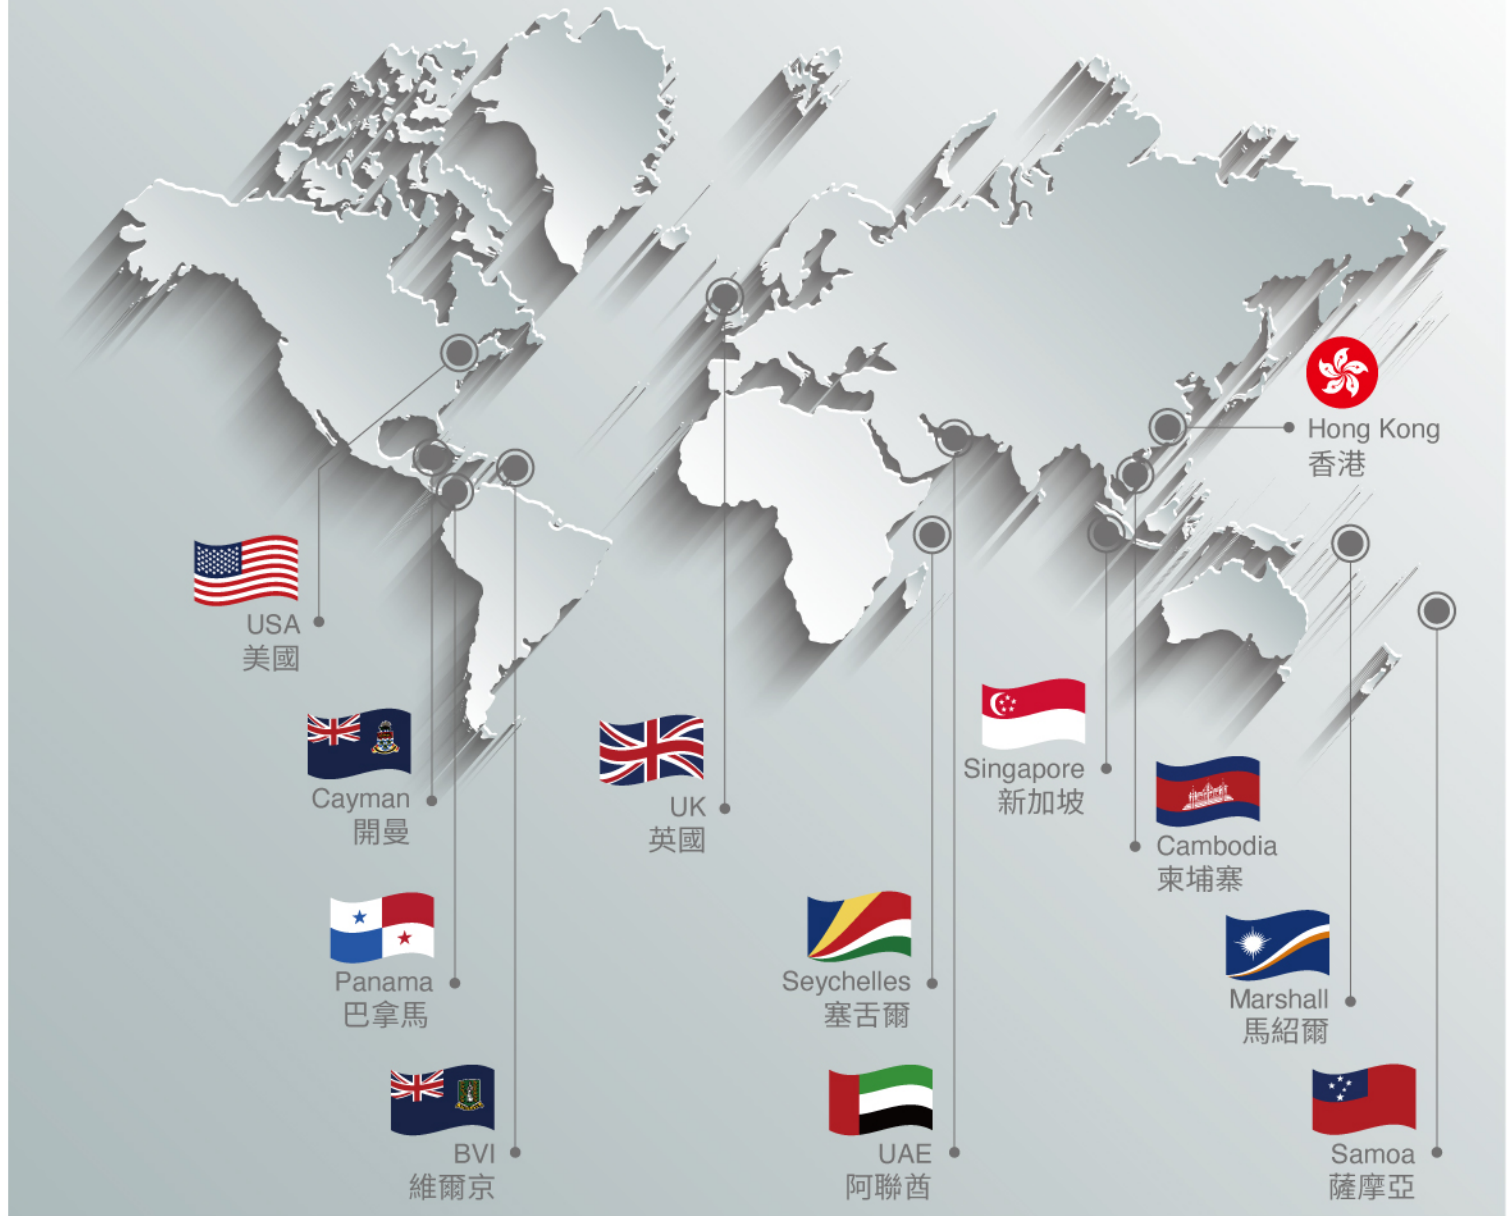 Hong Kong
香港
USA
美國
Cayman
開曼
UK
英國
Singapore
新加坡
Cambodia
柬埔寨
Panama
巴拿馬
Seychelles
塞舌爾
Marshall
馬紹爾
BVI
維爾京
UAE
阿聯酋
Samoa
薩摩亞